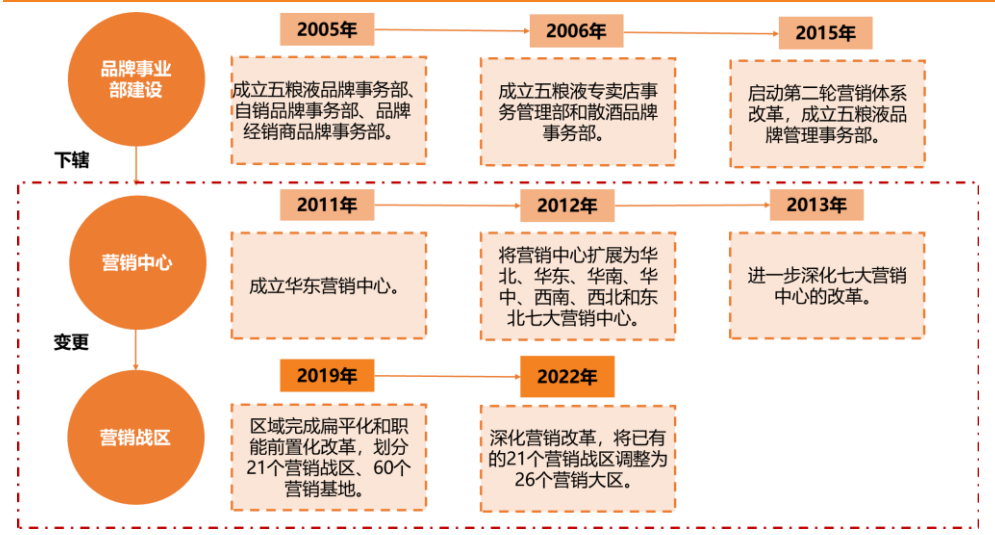 品牌事业
部建设
2005年
2006年
2015年
成立五粮液品牌事务部、
自销品牌事务部、品牌
经销商品牌事务部。
成立五粮液专卖店事
务管理部和散酒品牌
事务部。
启动第二轮营销体系
改革，成立五粮液品
牌管理事务部。
下辖
营销中心
2011年
2012年
2013年
成立华东营销中心。
将营销中心扩展为华
北、华东、华南、华
中、西南、西北和东
北七大营销中心。
进一步深化七大营销
中心的改革。
变更
营销战区
2019年
2022年
区域完成扁平化和职
能前置化改革，划分
21个营销战区、60个
营销基地。
深化营销改革，将已有
的21个营销战区调整为
26个营销大区。